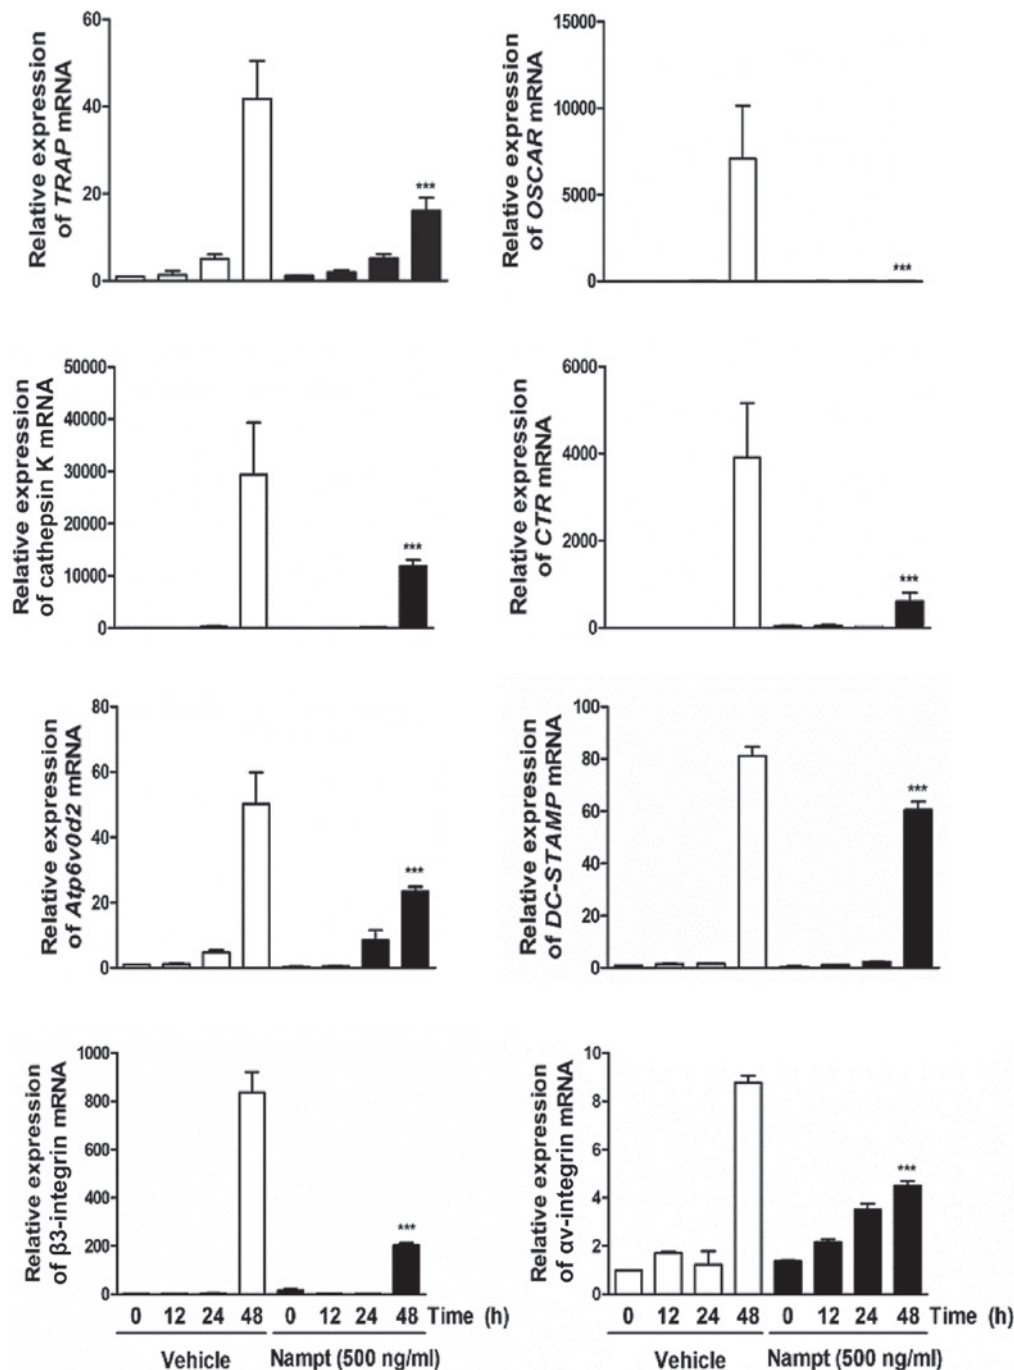 Relative expression
of TRAP mRNA
60
40
20
0
***
Relative expression
of OSCAR mRNA
15000
10000
5000
0
***
Relative expression
of cathepsin K mRNA
50000
40000
30000
20000
10000
0
***
Relative expression
of CTR mRNA
6000
4000
2000
0
***
Relative expression
of Atp6v0d2 mRNA
80
60
40
20
0
***
Relative expression
of DC-STAMP mRNA
100
80
60
40
20
0
***
Relative expression
of β3-integrin mRNA
1000
800
600
400
200
0
***
0 12 24 48 0 12 24 48 Time (h)
Vehicle Nampt (500 ng/ml)
Relative expression
of αv-integrin mRNA
10
8
6
4
2
0
***
0 12 24 48 0 12 24 48 Time (h)
Vehicle Nampt (500 ng/ml)